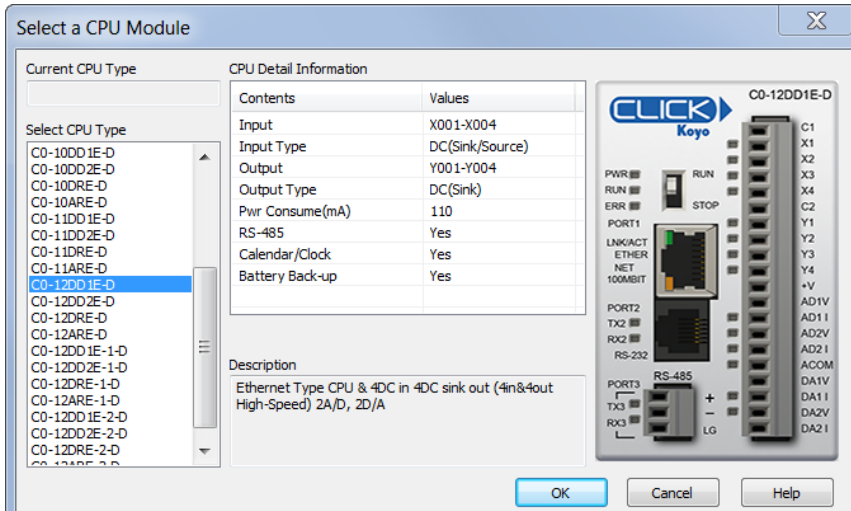 Select a CPU Module
Current CPU Type
Select CPU Type
C0-10DD1E-D
C0-10DD2E-D
C0-10DRE-D
C0-10ARE-D
C0-11DD1E-D
C0-11DD2E-D
C0-11DRE-D
C0-11ARE-D
C0-12DD1E-D
C0-12DD2E-D
C0-12DRE-D
C0-12ARE-D
C0-12DD1E-1-D
C0-12DD2E-1-D
C0-12DRE-1-D
C0-12ARE-1-D
C0-12DD1E-2-D
C0-12DD2E-2-D
C0-12DRE-2-D
C0-12ARE-2-D
CPU Detail Information
Contents Values
Input X001-X004
Input Type DC(Sink/Source)
Output Y001-Y004
Output Type DC(Sink)
Pwr Consume(mA) 110
RS-485 Yes
Calendar/Clock Yes
Battery Back-up Yes
Description
Ethernet Type CPU & 4DC in 4DC sink out (4in&4out
High-Speed) 2A/D, 2D/A
CLICK
Koyo
C0-12DD1E-D
PWR
RUN
ERR
RUN
STOP
PORT1
LNK/ACT
ETHER
NET
100MBIT
PORT2
TX2
RX2
RS-232
PORT3
RS-485
TX3
RX3
+
−
LG
C1
X1
X2
X3
X4
C2
Y1
Y2
Y3
Y4
+V
AD1V
AD1 I
AD2V
AD2 I
ACOM
DA1V
DA1 I
DA2V
DA2 I
OK
Cancel
Help